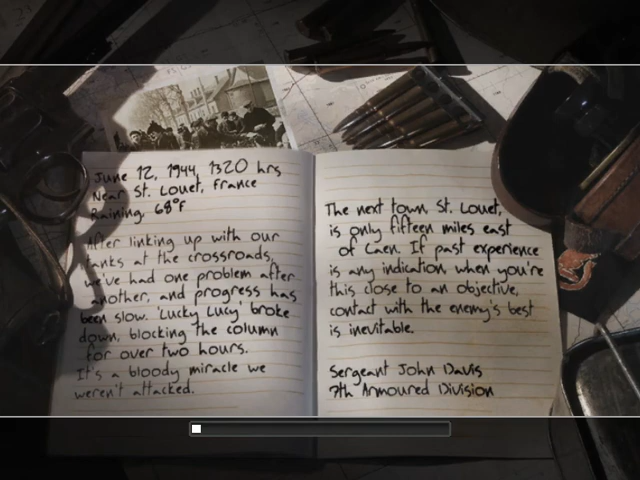 June 12, 1944, 1320 hrs
Near St. Louet, France
Raining, 68°F
After linking up with our
tanks at the crossroads,
we've had one problem after
another, and progress has
been slow. 'Lucky Lucy' broke
down, blocking the column
for over two hours.
It's a bloody miracle we
weren't attacked.
The next town, St. Louet,
is only fifteen miles east
of Caen. If past experience
is any indication, when you're
this close to an objective,
contact with the enemy's best
is inevitable.
Sergeant John Davis
7th Armoured Division